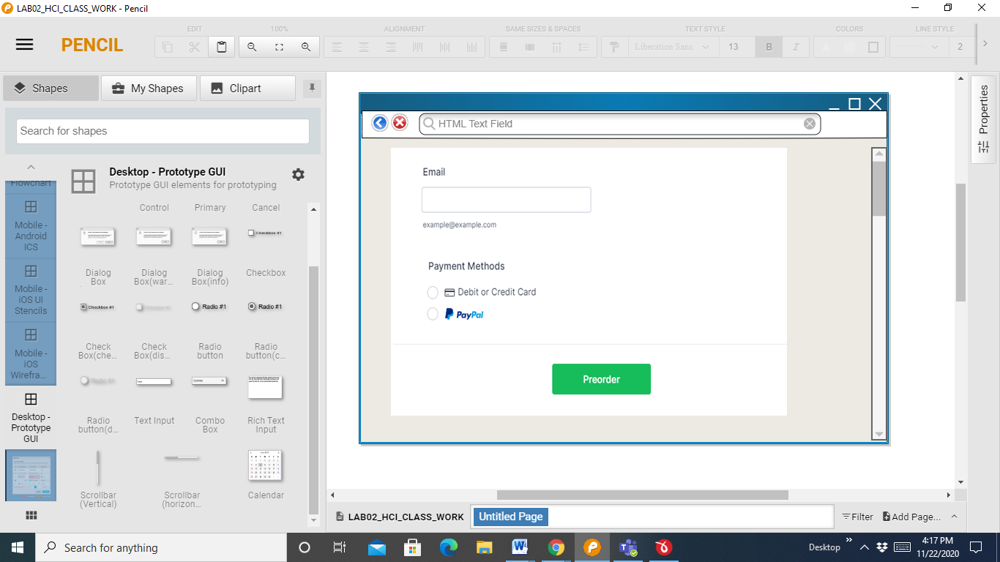 LAB02_HCI_CLASS_WORK - Pencil
EDIT
100%
ALIGNMENT
SAME SIZES & SPACES
TEXT STYLE
COLORS
LINE STYLE
PENCIL
Liberation Sans
13
B
I
2
Shapes
My Shapes
Clipart
Search for shapes
Flowchart
Mobile -
Android
ICS
Mobile -
iOS UI
Stencils
Mobile -
iOS
Wirefra...
Desktop -
Prototype
GUI
Desktop - Prototype GUI
Prototype GUI elements for prototyping
Control
Primary
Cancel
Checkbox #1
Dialog
Box
Dialog
Box(war...
Dialog
Box(info)
Checkbox
Checkbox #1
Checkbox #1
Radio #1
Radio #1
Check
Box(che...
Check
Box(dis...
Radio
button
Radio
button(c...
Radio #1
Combo
Radio
button(d...
Text Input
Combo
Box
Rich Text
Input
Scrollbar
(Vertical)
Scrollbar
(horizon...
Calendar
HTML Text Field
Email
example@example.com
Payment Methods
Debit or Credit Card
PayPal
Preorder
Properties
LAB02_HCI_CLASS_WORK
Untitled Page
Filter
Add Page...
Search for anything
Desktop
4:17 PM
11/22/2020